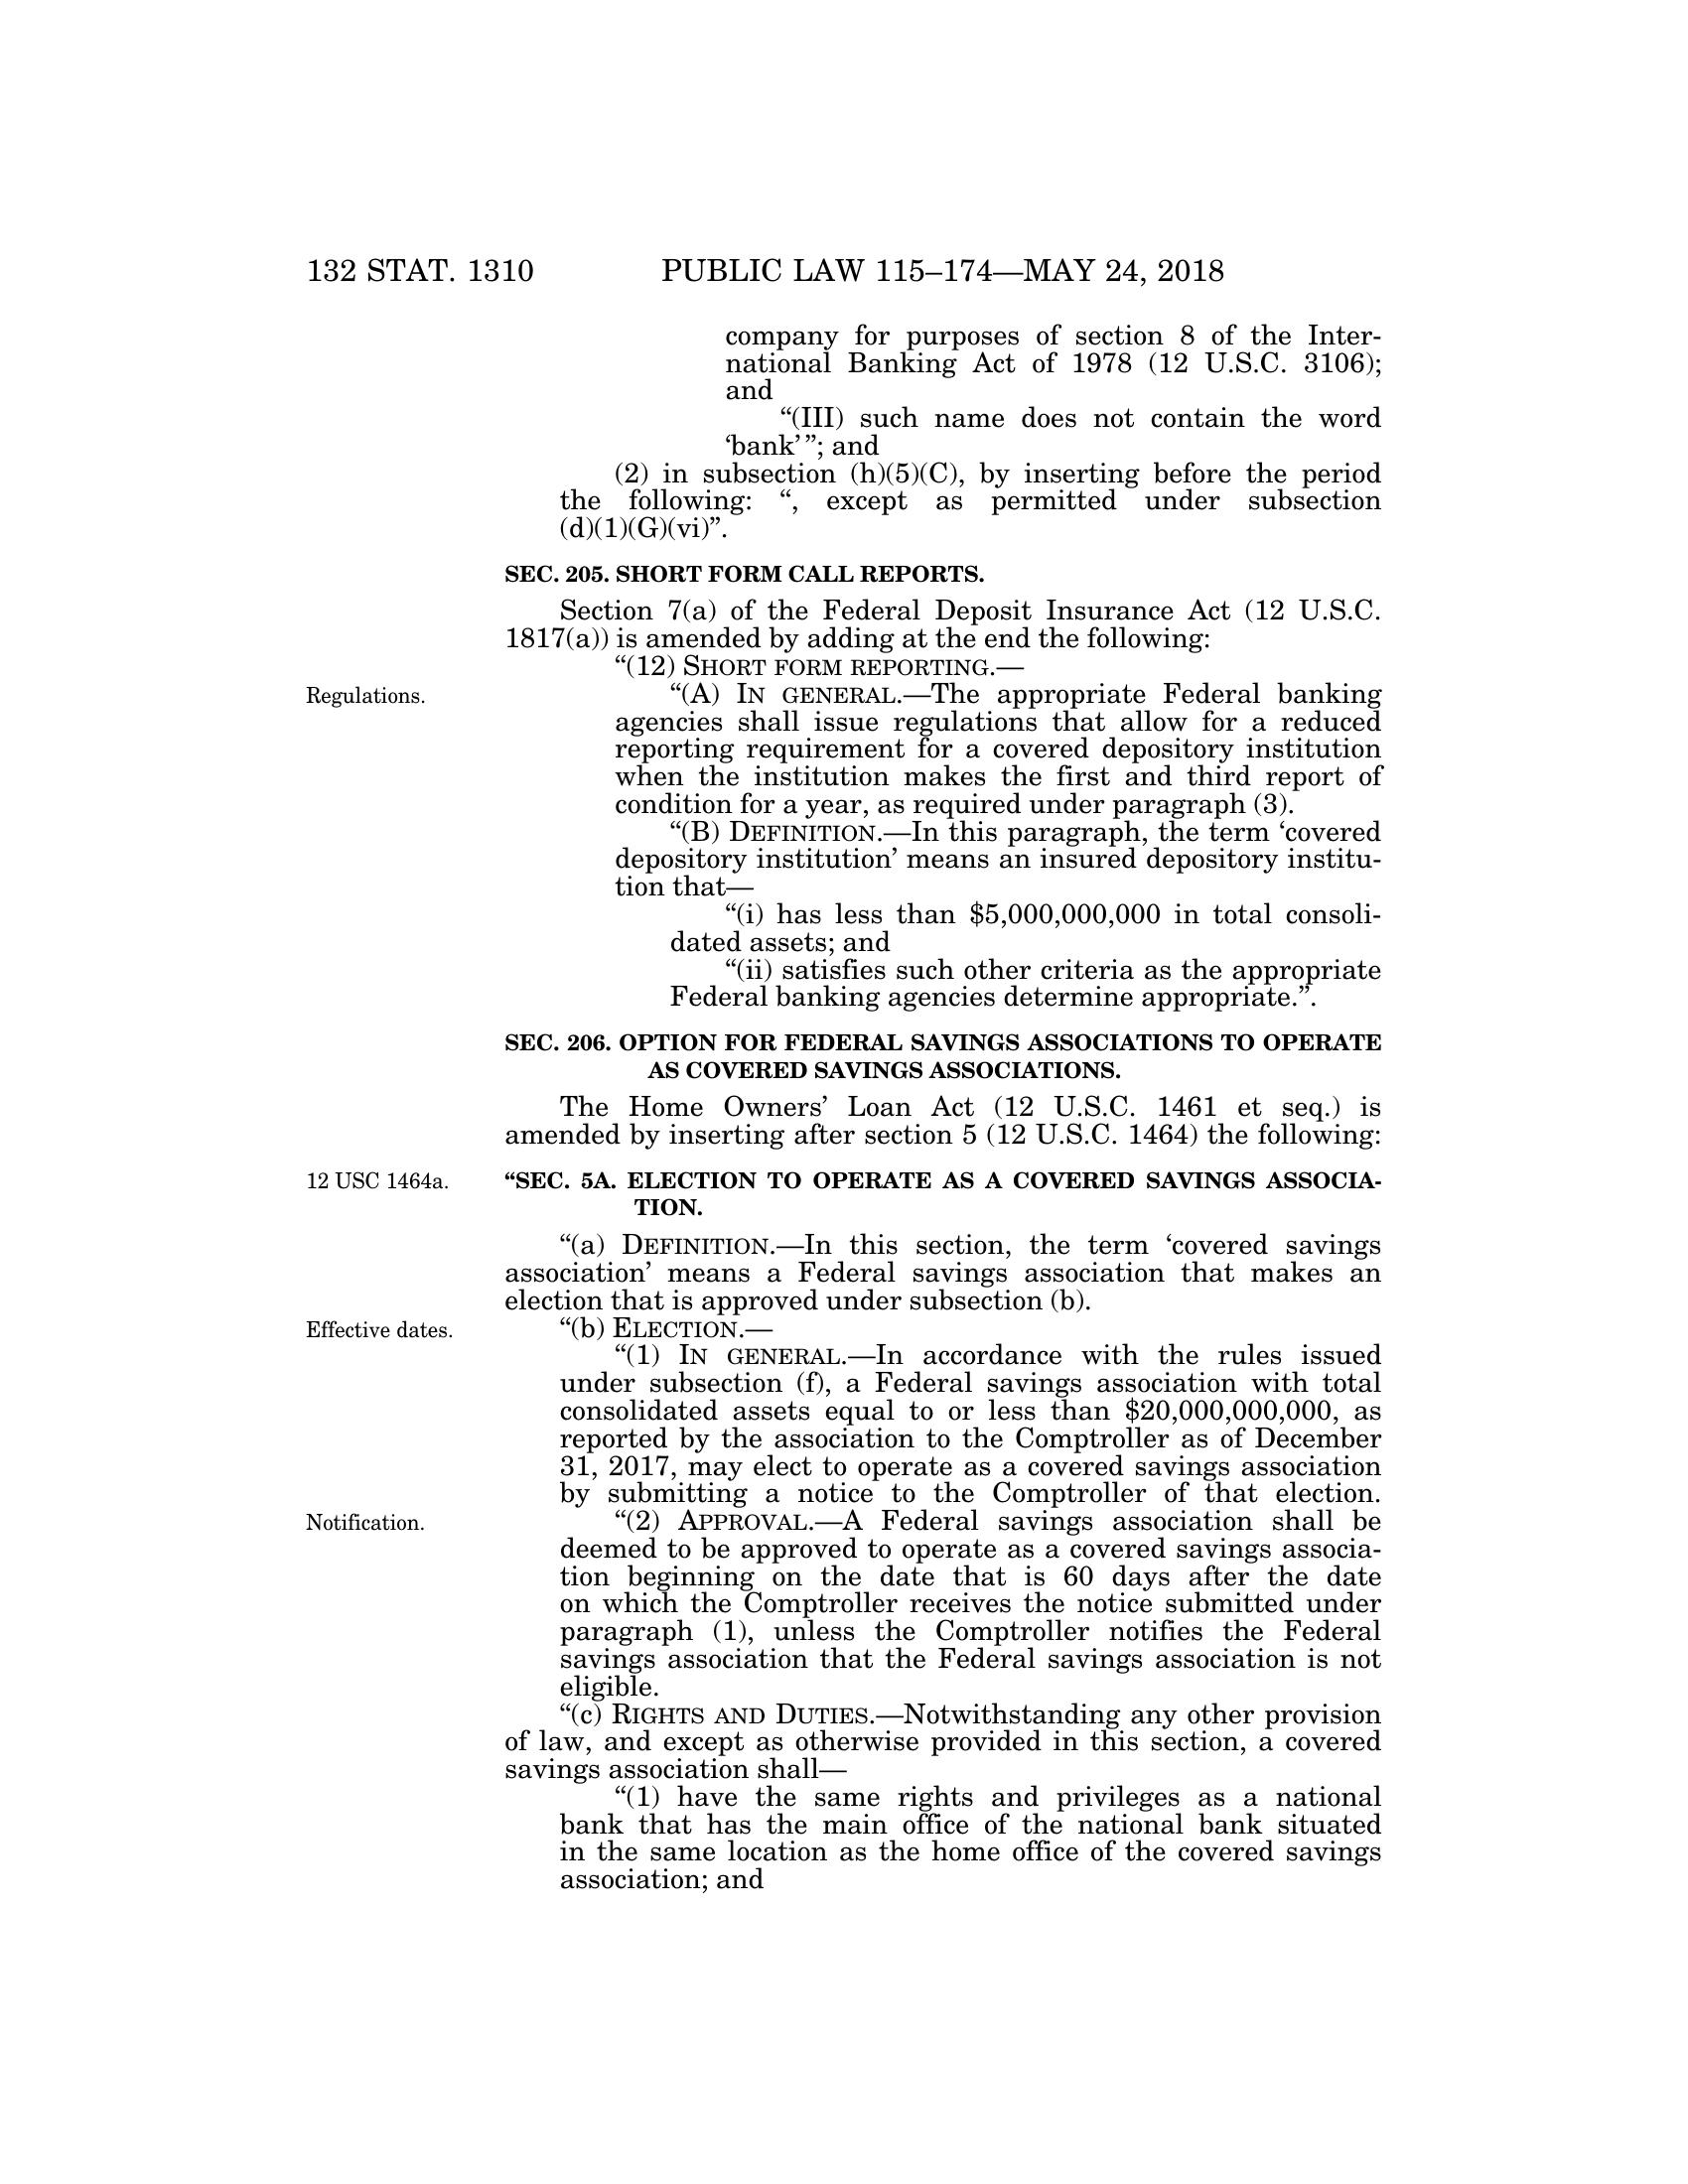 132 STAT. 1310 PUBLIC LAW 115–174—MAY 24, 2018
company for purposes of section 8 of the Inter-
national Banking Act of 1978 (12 U.S.C. 3106);
and
“(III) such name does not contain the word
‘bank’ ”; and
(2) in subsection (h)(5)(C), by inserting before the period
the following: “, except as permitted under subsection
(d)(1)(G)(vi)”.
SEC. 205. SHORT FORM CALL REPORTS.
Section 7(a) of the Federal Deposit Insurance Act (12 U.S.C.
1817(a)) is amended by adding at the end the following:
“(12) SHORT FORM REPORTING.—
Regulations.
“(A) IN GENERAL.—The appropriate Federal banking
agencies shall issue regulations that allow for a reduced
reporting requirement for a covered depository institution
when the institution makes the first and third report of
condition for a year, as required under paragraph (3).
“(B) DEFINITION.—In this paragraph, the term ‘covered
depository institution’ means an insured depository institu-
tion that—
“(i) has less than $5,000,000,000 in total consoli-
dated assets; and
“(ii) satisfies such other criteria as the appropriate
Federal banking agencies determine appropriate.”.
SEC. 206. OPTION FOR FEDERAL SAVINGS ASSOCIATIONS TO OPERATE
AS COVERED SAVINGS ASSOCIATIONS.
The Home Owners’ Loan Act (12 U.S.C. 1461 et seq.) is
amended by inserting after section 5 (12 U.S.C. 1464) the following:
12 USC 1464a.
“SEC. 5A. ELECTION TO OPERATE AS A COVERED SAVINGS ASSOCIA-
TION.
“(a) DEFINITION.—In this section, the term ‘covered savings
association’ means a Federal savings association that makes an
election that is approved under subsection (b).
Effective dates.
“(b) ELECTION.—
“(1) IN GENERAL.—In accordance with the rules issued
under subsection (f), a Federal savings association with total
consolidated assets equal to or less than $20,000,000,000, as
reported by the association to the Comptroller as of December
31, 2017, may elect to operate as a covered savings association
by submitting a notice to the Comptroller of that election.
Notification.
“(2) APPROVAL.—A Federal savings association shall be
deemed to be approved to operate as a covered savings associa-
tion beginning on the date that is 60 days after the date
on which the Comptroller receives the notice submitted under
paragraph (1), unless the Comptroller notifies the Federal
savings association that the Federal savings association is not
eligible.
“(c) RIGHTS AND DUTIES.—Notwithstanding any other provision
of law, and except as otherwise provided in this section, a covered
savings association shall—
“(1) have the same rights and privileges as a national
bank that has the main office of the national bank situated
in the same location as the home office of the covered savings
association; and